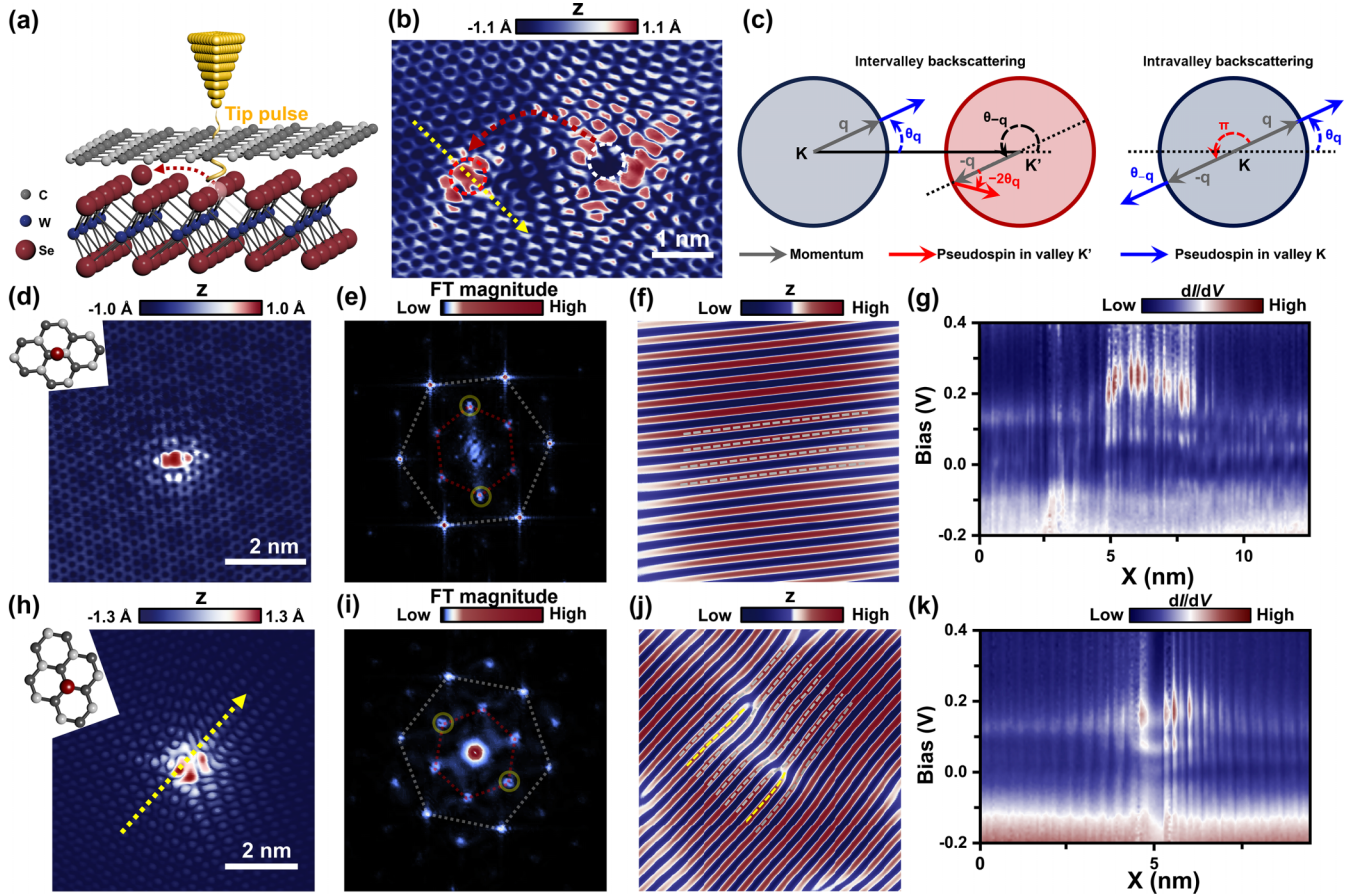 (a)
Tip pulse
C
W
Se
(b)
z
-1.1 Å
1.1 Å
1 nm
(c)
Intervalley backscattering
Intravalley backscattering
q
θq
K
θ-q
-q
K'
-2θq
π
q
θq
K
θ-q
-q
Momentum
Pseudospin in valley K'
Pseudospin in valley K
(d)
z
-1.0 Å
1.0 Å
2 nm
(e)
FT magnitude
Low
High
(f)
z
Low
High
(g)
dI/dV
Low
High
Bias (V)
0.4
0.2
0.0
-0.2
0
5
10
X (nm)
(h)
z
-1.3 Å
1.3 Å
2 nm
(i)
FT magnitude
Low
High
(j)
z
Low
High
(k)
dI/dV
Low
High
Bias (V)
0.4
0.2
0.0
-0.2
0
5
X (nm)